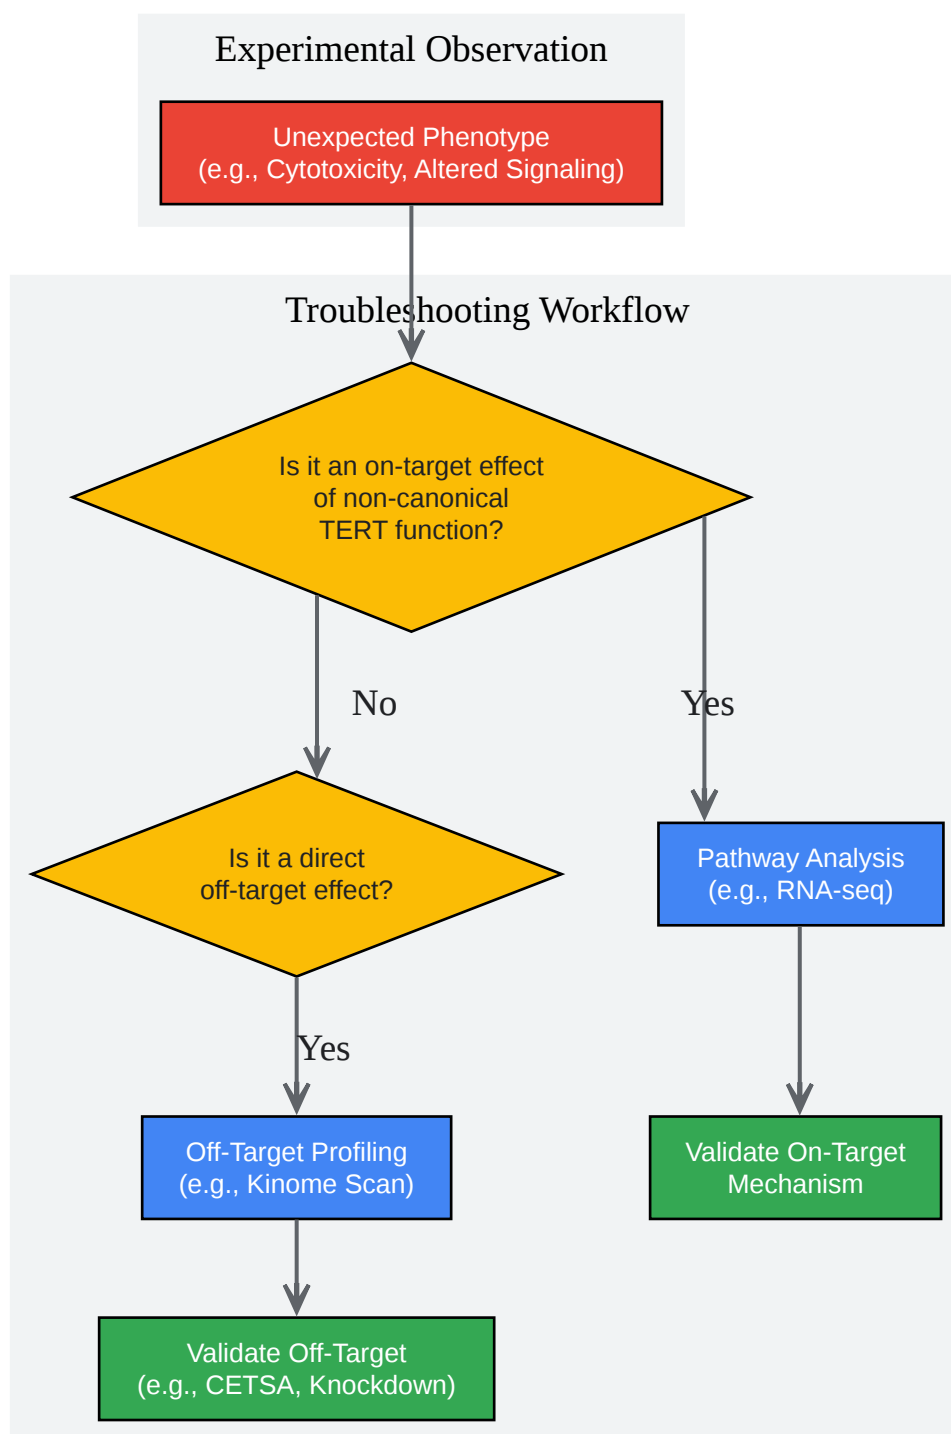 Experimental Observation
Unexpected Phenotype
(e.g., Cytotoxicity, Altered Signaling)
Troubleshooting Workflow
Is it an on-target effect
of non-canonical
TERT function?
No
Yes
Is it a direct
off-target effect?
Pathway Analysis
(e.g., RNA-seq)
Yes
Off-Target Profiling
(e.g., Kinome Scan)
Validate On-Target
Mechanism
Validate Off-Target
(e.g., CETSA, Knockdown)